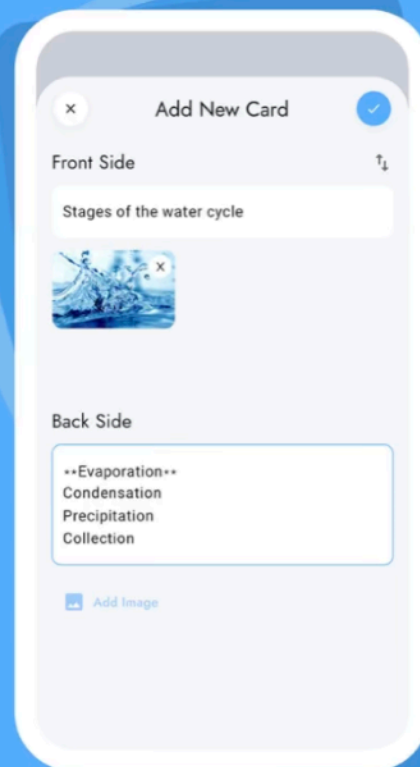 Add New Card
Front Side
Stages of the water cycle
Back Side
**Evaporation**
Condensation
Precipitation
Collection
Add Image